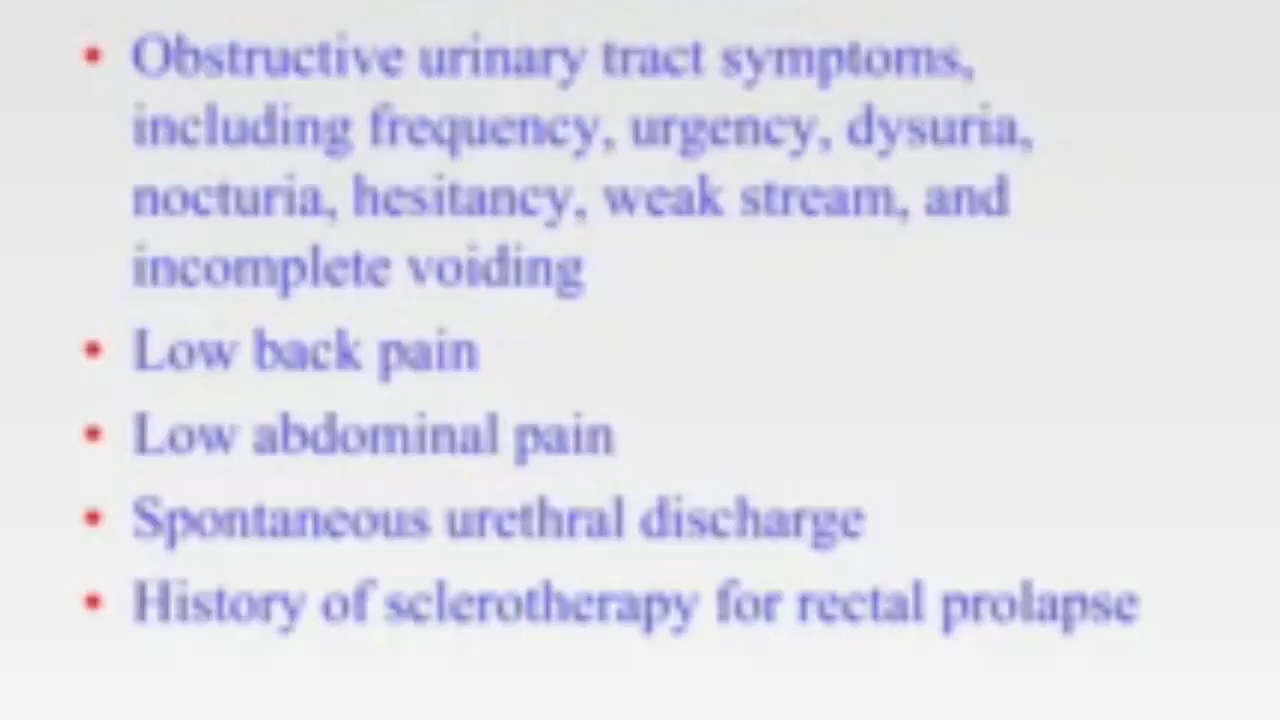 • Obstructive urinary tract symptoms,
including frequency, urgency, dysuria,
nocturia, hesitancy, weak stream, and
incomplete voiding
• Low back pain
• Low abdominal pain
• Spontaneous urethral discharge
• History of sclerotherapy for rectal prolapse